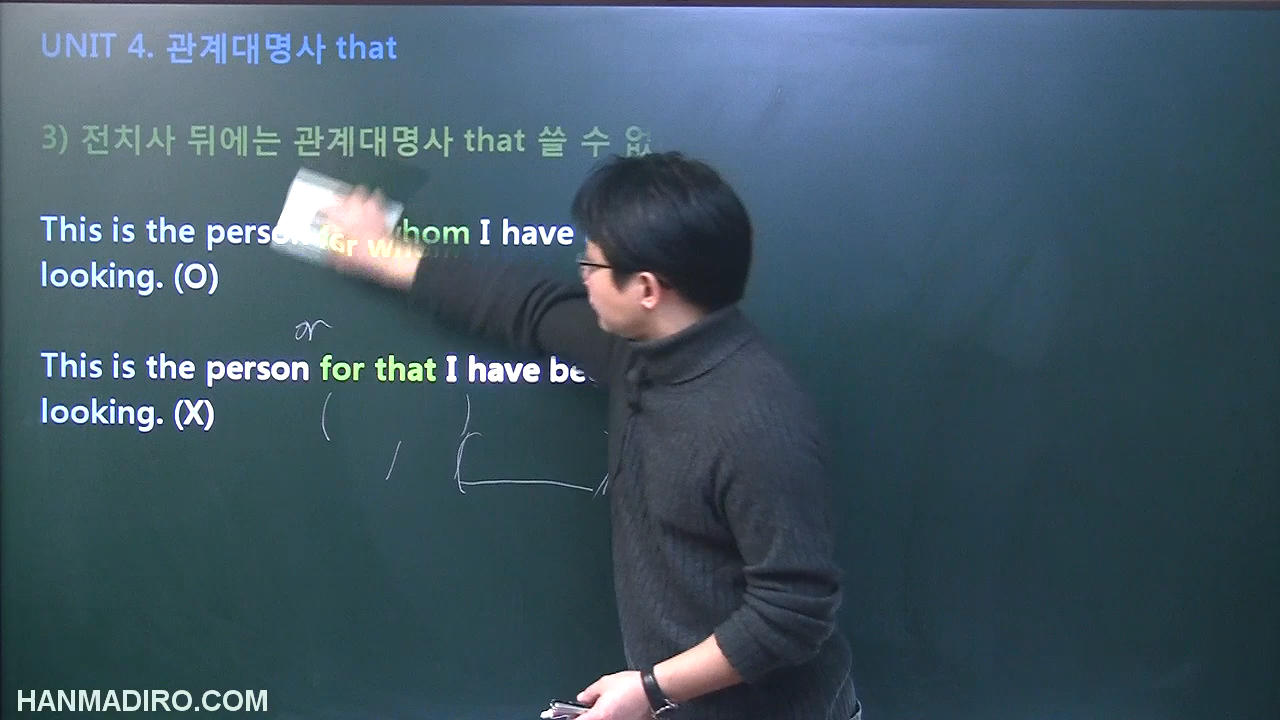 UNIT 4. 관계대명사 that
3) 전치사 뒤에는 관계대명사 that 쓸 수 없
This is the person for whom I have
looking. (O)
or
This is the person for that I have be
looking. (X)
HANMADIRO.COM